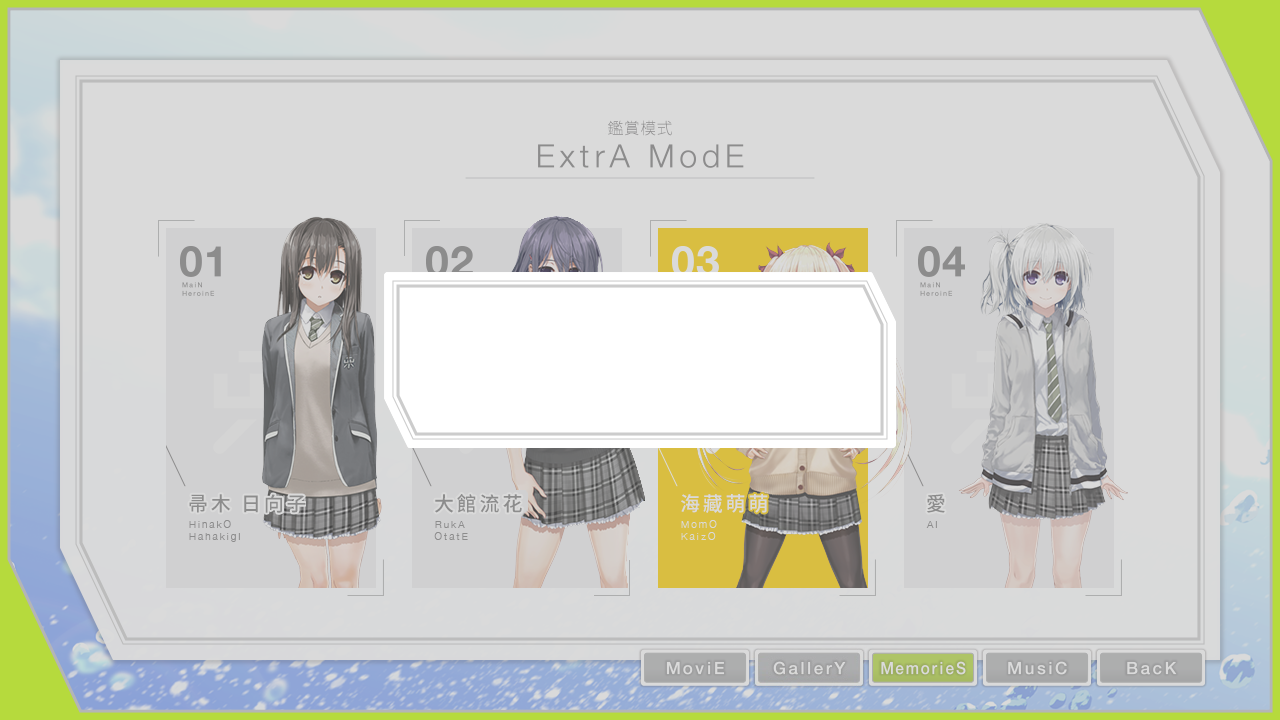 鑑賞模式
ExtrA ModE
01
MaiN
HeroinE
帚木 日向子
HinakO
HahakigI
02
大館流花
RukA
OtatE
03
海藏萌萌
MomO
KaizO
04
MaiN
HeroinE
愛
AI
MoviE
GallerY
MemorieS
MusiC
BacK